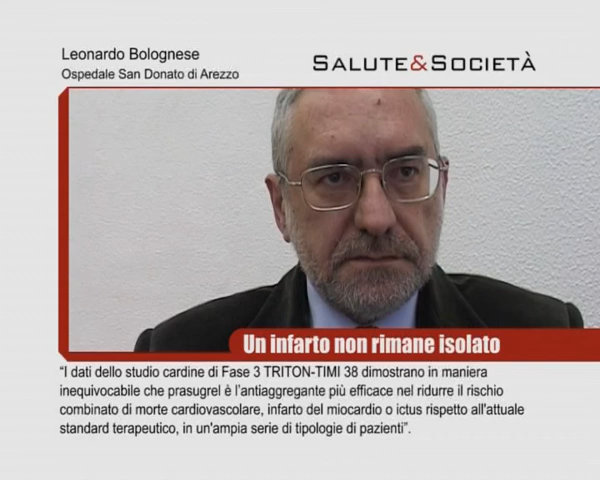 Leonardo Bolognese
Ospedale San Donato di Arezzo
SALUTE&SOCIETÀ
Un infarto non rimane isolato
“I dati dello studio cardine di Fase 3 TRITON-TIMI 38 dimostrano in maniera
inequivocabile che prasugrel è l’antiaggregante più efficace nel ridurre il rischio
combinato di morte cardiovascolare, infarto del miocardio o ictus rispetto all'attuale
standard terapeutico, in un'ampia serie di tipologie di pazienti”.